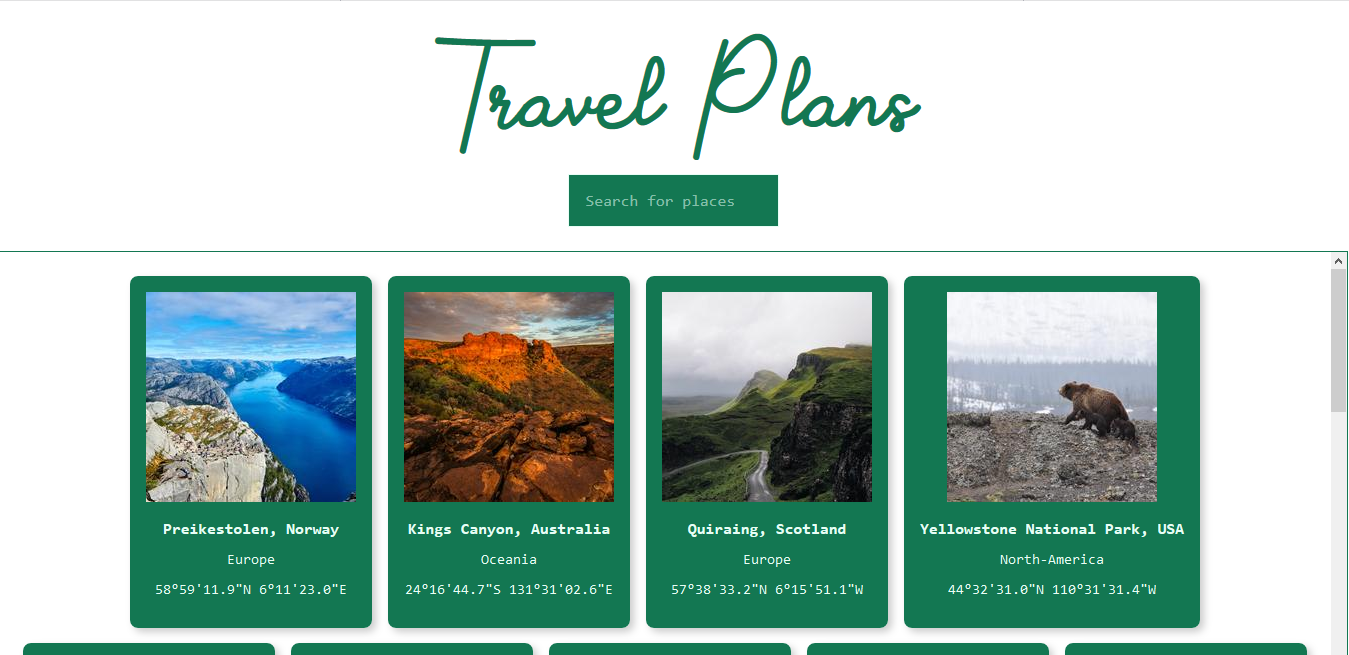 Travel Plans
Search for places
Preikestolen, Norway
Europe
58°59'11.9"N 6°11'23.0"E
Kings Canyon, Australia
Oceania
24°16'44.7"S 131°31'02.6"E
Quiraing, Scotland
Europe
57°38'33.2"N 6°15'51.1"W
Yellowstone National Park, USA
North-America
44°32'31.0"N 110°31'31.4"W